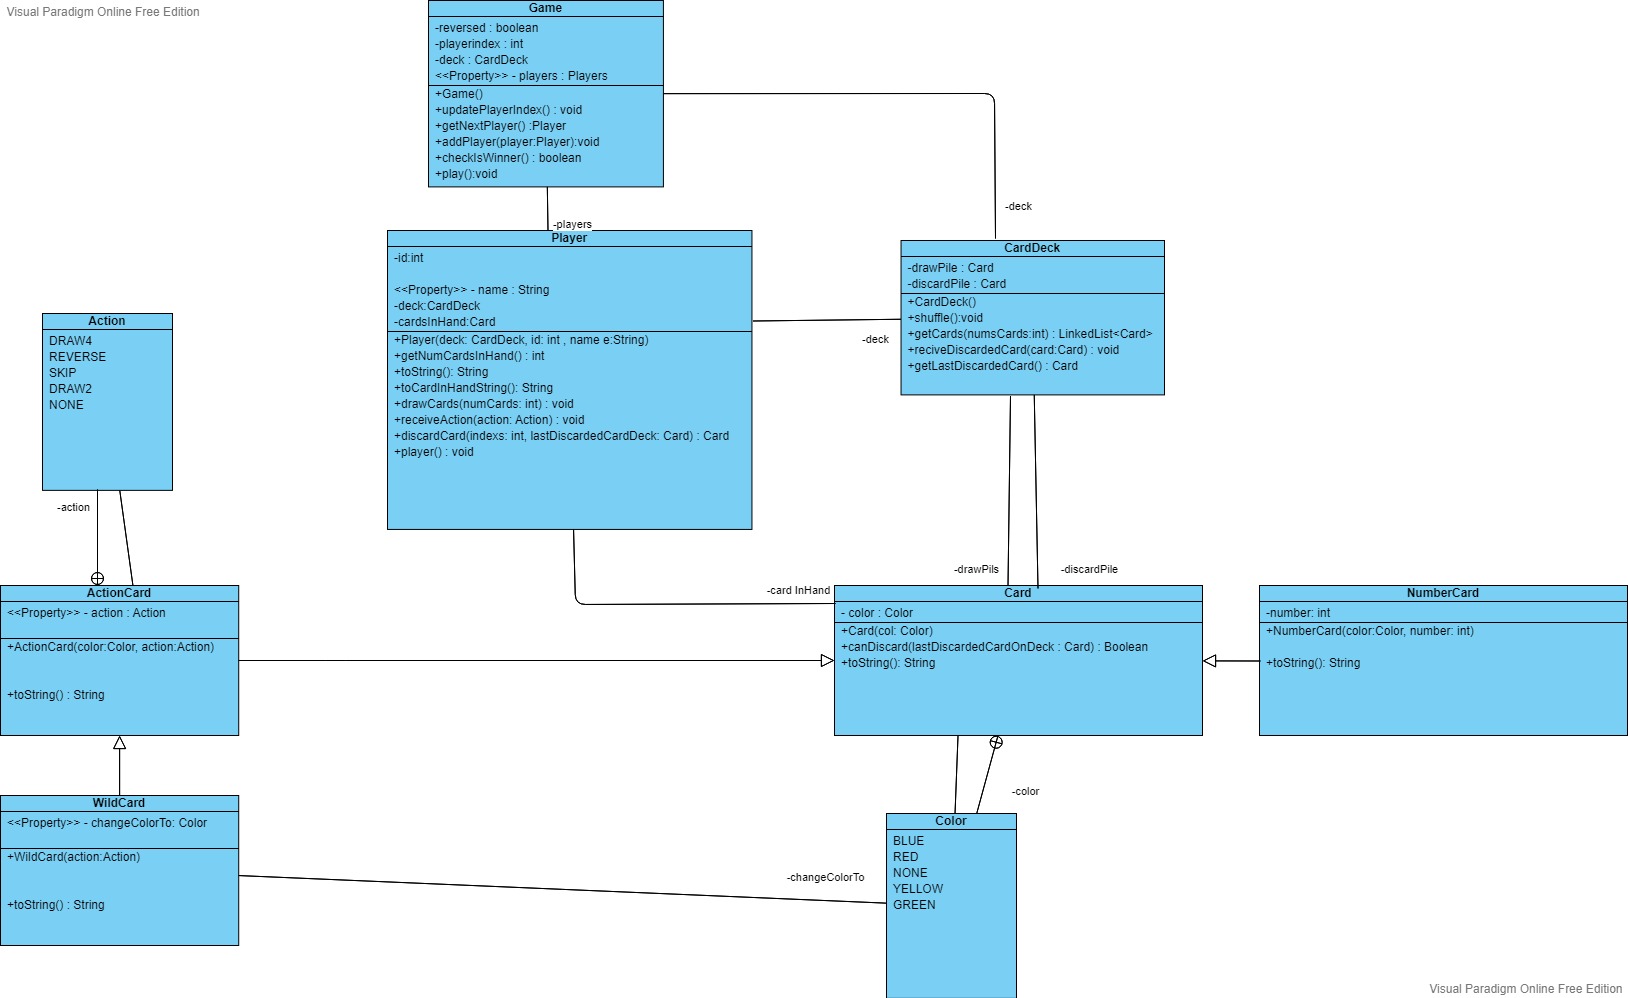 Visual Paradigm Online Free Edition
Game
-reversed : boolean
-playerindex : int
-deck : CardDeck
<<Property>> - players : Players
+Game()
+updatePlayerIndex() : void
+getNextPlayer() :Player
+addPlayer(player:Player):void
+checkIsWinner() : boolean
+play():void
-deck
-players
Player
-id:int
<<Property>> - name : String
-deck:CardDeck
-cardsInHand:Card
+Player(deck: CardDeck, id: int , name e:String)
+getNumCardsInHand() : int
+toString(): String
+toCardInHandString(): String
+drawCards(numCards: int) : void
+receiveAction(action: Action) : void
+discardCard(indexs: int, lastDiscardedCardDeck: Card) : Card
+player() : void
-deck
CardDeck
-drawPile : Card
-discardPile : Card
+CardDeck()
+shuffle():void
+getCards(numsCards:int) : LinkedList<Card>
+reciveDiscardedCard(card:Card) : void
+getLastDiscardedCard() : Card
Action
DRAW4
REVERSE
SKIP
DRAW2
NONE
-action
-drawPils
-discardPile
-card InHand
ActionCard
<<Property>> - action : Action
+ActionCard(color:Color, action:Action)
+toString() : String
Card
- color : Color
+Card(col: Color)
+canDiscard(lastDiscardedCardOnDeck : Card) : Boolean
+toString(): String
NumberCard
-number: int
+NumberCard(color:Color, number: int)
+toString(): String
WildCard
<<Property>> - changeColorTo: Color
+WildCard(action:Action)
+toString() : String
-color
-changeColorTo
Color
BLUE
RED
NONE
YELLOW
GREEN
Visual Paradigm Online Free Edition